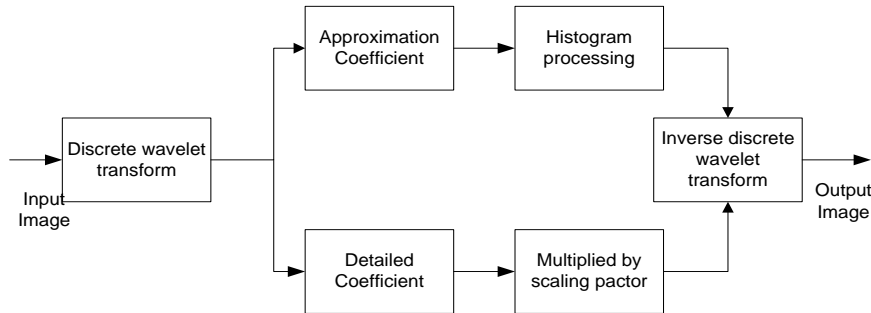 Input
Image
Discrete wavelet
transform
Approximation
Coefficient
Histogram
processing
Detailed
Coefficient
Multiplied by
scaling pactor
Inverse discrete
wavelet
transform
Output
Image